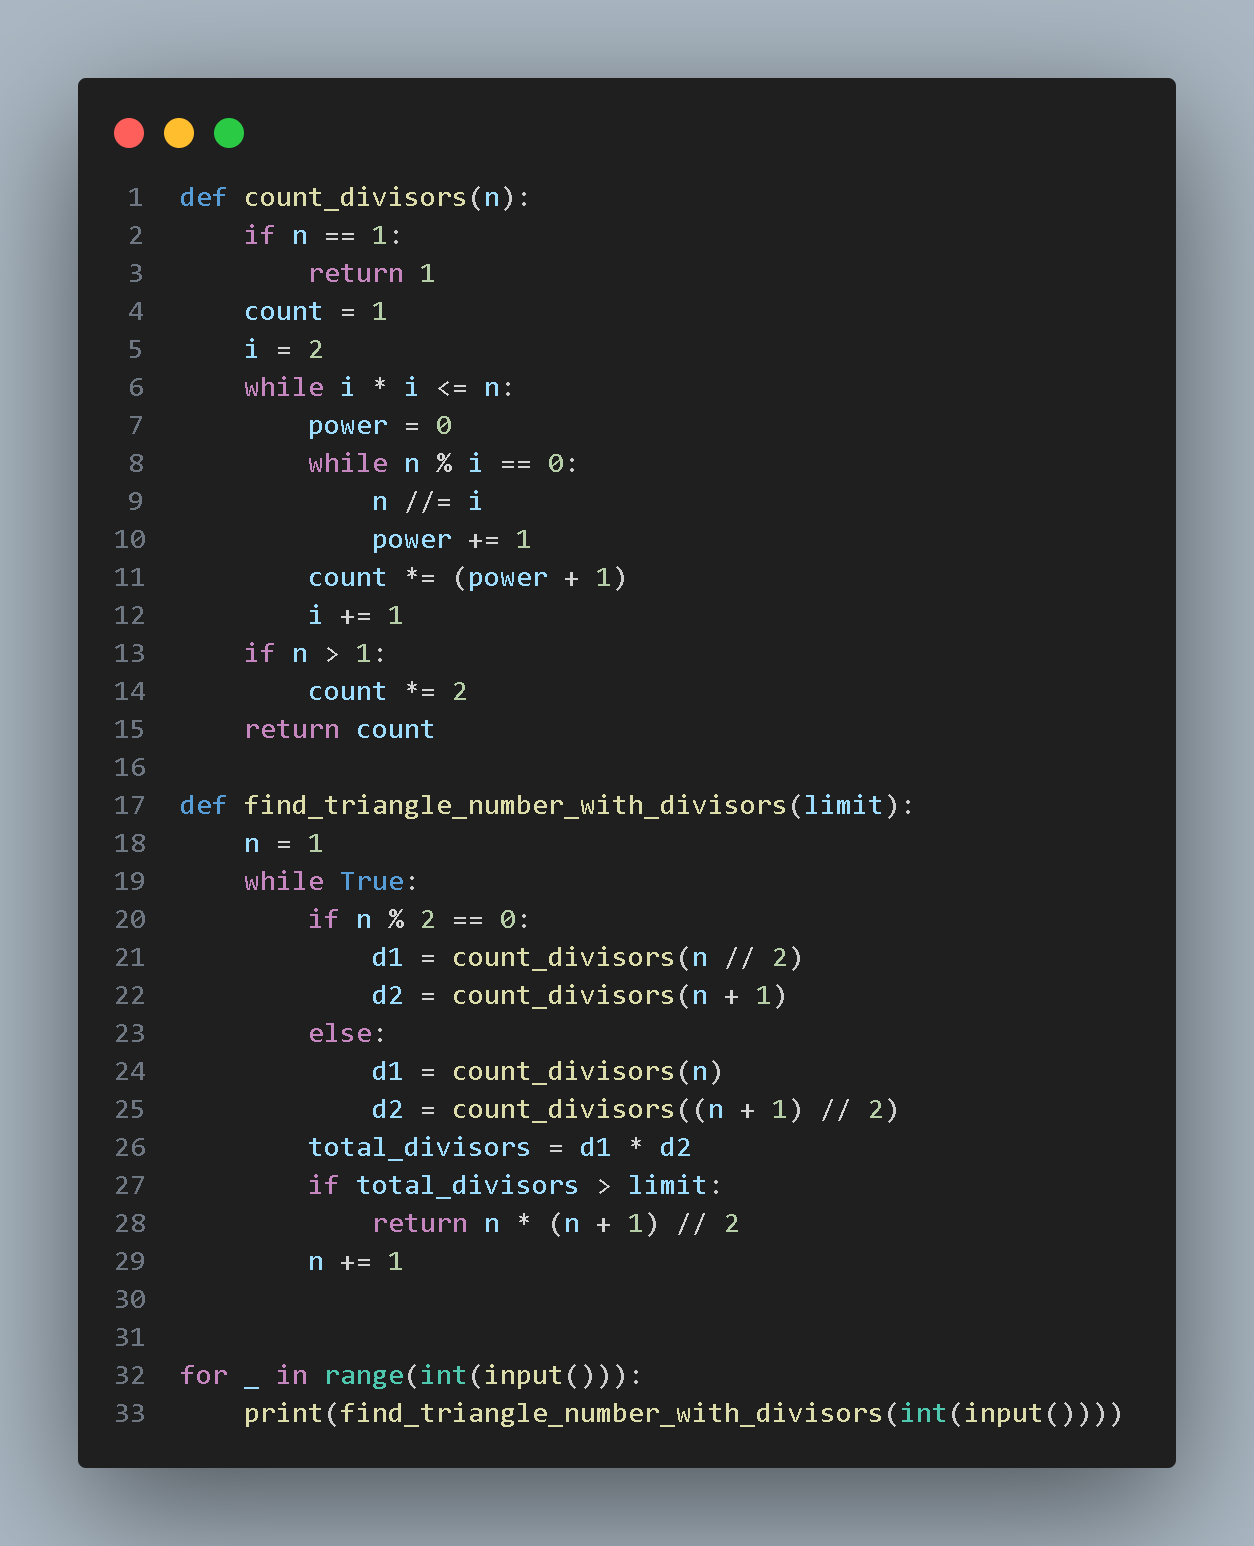 1 def count_divisors(n):
2     if n == 1:
3         return 1
4     count = 1
5     i = 2
6     while i * i <= n:
7         power = 0
8         while n % i == 0:
9             n //= i
10             power += 1
11         count *= (power + 1)
12         i += 1
13     if n > 1:
14         count *= 2
15     return count
16
17 def find_triangle_number_with_divisors(limit):
18     n = 1
19     while True:
20         if n % 2 == 0:
21             d1 = count_divisors(n // 2)
22             d2 = count_divisors(n + 1)
23         else:
24             d1 = count_divisors(n)
25             d2 = count_divisors((n + 1) // 2)
26         total_divisors = d1 * d2
27         if total_divisors > limit:
28             return n * (n + 1) // 2
29         n += 1
30
31
32 for _ in range(int(input())):
33     print(find_triangle_number_with_divisors(int(input())))